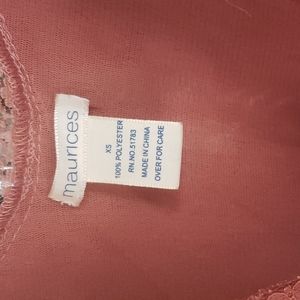 maurices
XS
100% POLYESTER
RN.NO.51783
MADE IN CHINA
OVER FOR CARE